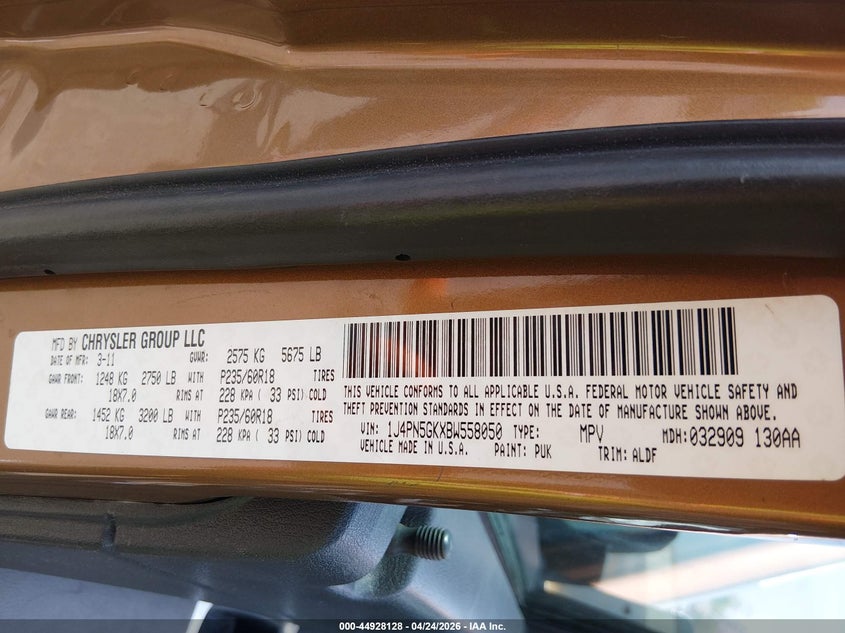 MFD BY CHRYSLER GROUP LLC
DATE OF MFR: 3-11 GVWR: 2575 KG 5675 LB
GAWR FRONT: 1248 KG 2750 LB WITH P235/60R18 TIRES
18X7.0 RIMS AT 228 KPA ( 33 PSI) COLD
GAWR REAR: 1452 KG 3200 LB WITH P235/60R18 TIRES
18X7.0 RIMS AT 228 KPA ( 33 PSI) COLD
THIS VEHICLE CONFORMS TO ALL APPLICABLE U.S.A. FEDERAL MOTOR VEHICLE SAFETY AND
THEFT PREVENTION STANDARDS IN EFFECT ON THE DATE OF MANUFACTURE SHOWN ABOVE.
VIN: 1J4PN5GKXBW558050 TYPE: MPV MDH: 032909 130AA
VEHICLE MADE IN U.S.A. PAINT: PUK TRIM: ALDF
000-44928128 - 04/24/2026 - IAA Inc.